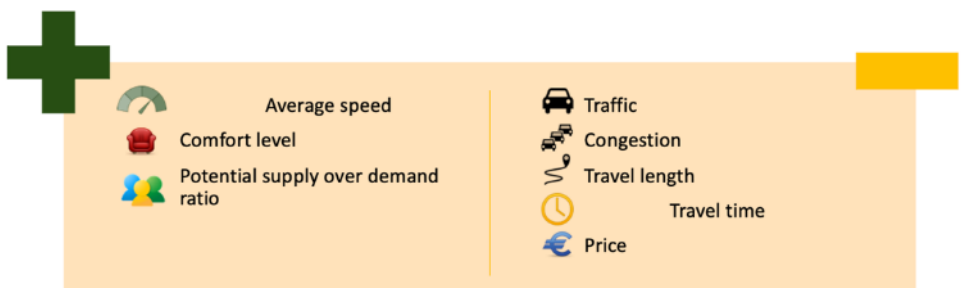 Average speed
Comfort level
Potential supply over demand
ratio
Traffic
Congestion
Travel length
Travel time
Price